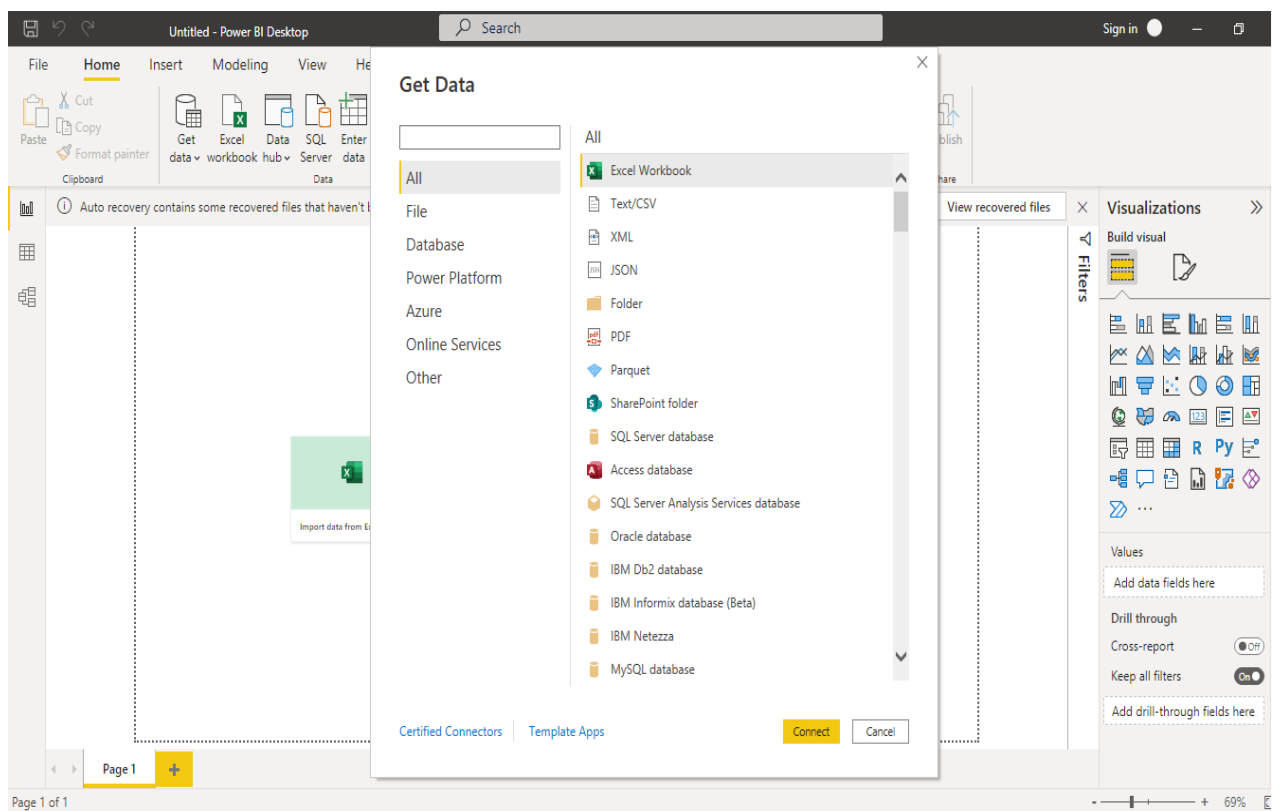 Untitled - Power BI Desktop
Search
Sign in
File Home Insert Modeling View He
Get Data
Cut
Copy
Format painter
Paste
Get data
Excel workbook
Data hub
SQL Server
Enter data
blish
Clipboard
Data
hare
Auto recovery contains some recovered files that haven't b
View recovered files
All
File
Database
Power Platform
Azure
Online Services
Other
All
Excel Workbook
Text/CSV
XML
JSON
Folder
PDF
Parquet
SharePoint folder
SQL Server database
Access database
SQL Server Analysis Services database
Oracle database
IBM Db2 database
IBM Informix database (Beta)
IBM Netezza
MySQL database
Certified Connectors
Template Apps
Connect
Cancel
Import data from Ex
Filters
Visualizations
Build visual
123
R
Py
Values
Add data fields here
Drill through
Cross-report
Off
Keep all filters
On
Add drill-through fields here
Page 1
Page 1 of 1
69%